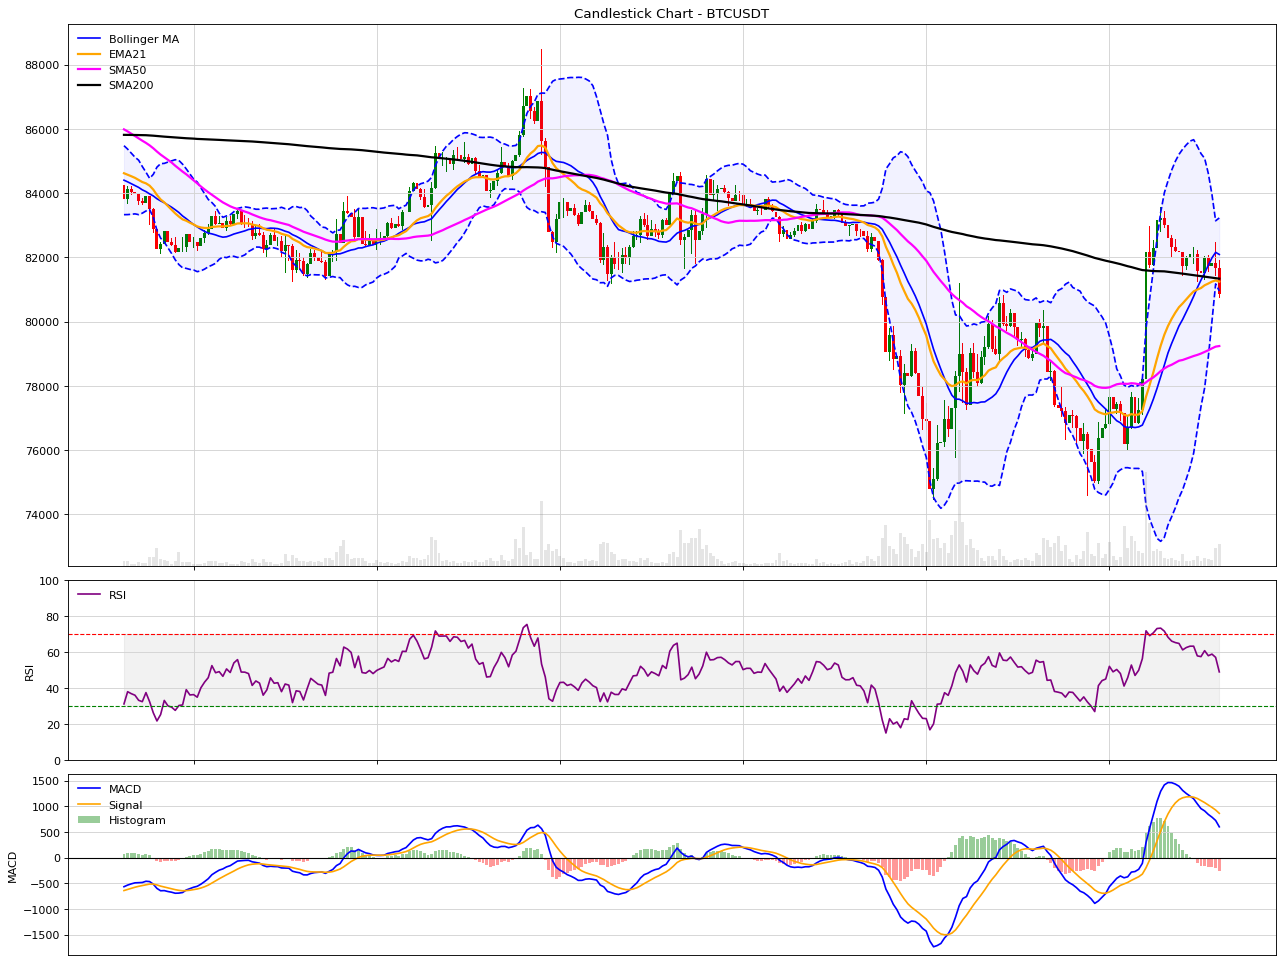 Candlestick Chart - BTCUSDT
Bollinger MA
EMA21
SMA50
SMA200
88000
86000
84000
82000
80000
78000
76000
74000
RSI
100
80
60
40
20
0
RSI
MACD
Signal
Histogram
1500
1000
500
0
−500
−1000
−1500
MACD